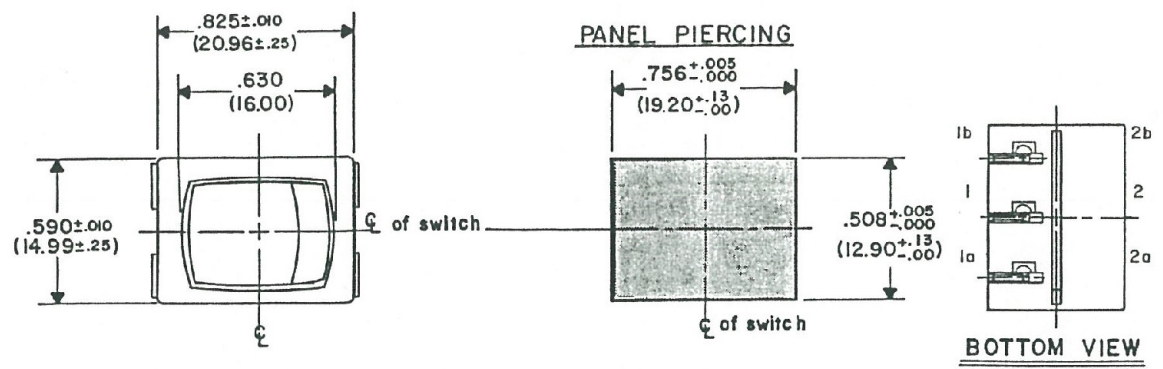 .825±.010
(20.96±.25)
.630
(16.00)
.590±.010
(14.99±.25)
℄ of switch
℄
PANEL PIERCING
.756+.005 -.000
(19.20+.13 -.00)
.508+.005 -.000
(12.90+.13 -.00)
℄ of switch
1b 2b
1 2
1a 2a
BOTTOM VIEW